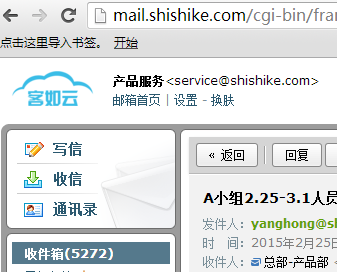 mail.shishike.com/cgi-bin/fran
点击这里导入书签。 开始
客如云
产品服务<service@shishike.com>
邮箱首页 | 设置 - 换肤
写信
收信
通讯录
收件箱(5272)
« 返回 回复
A小组2.25-3.1人员
发件人: yanghong@sh
时 间: 2015年2月25日
收件人: 总部-产品部